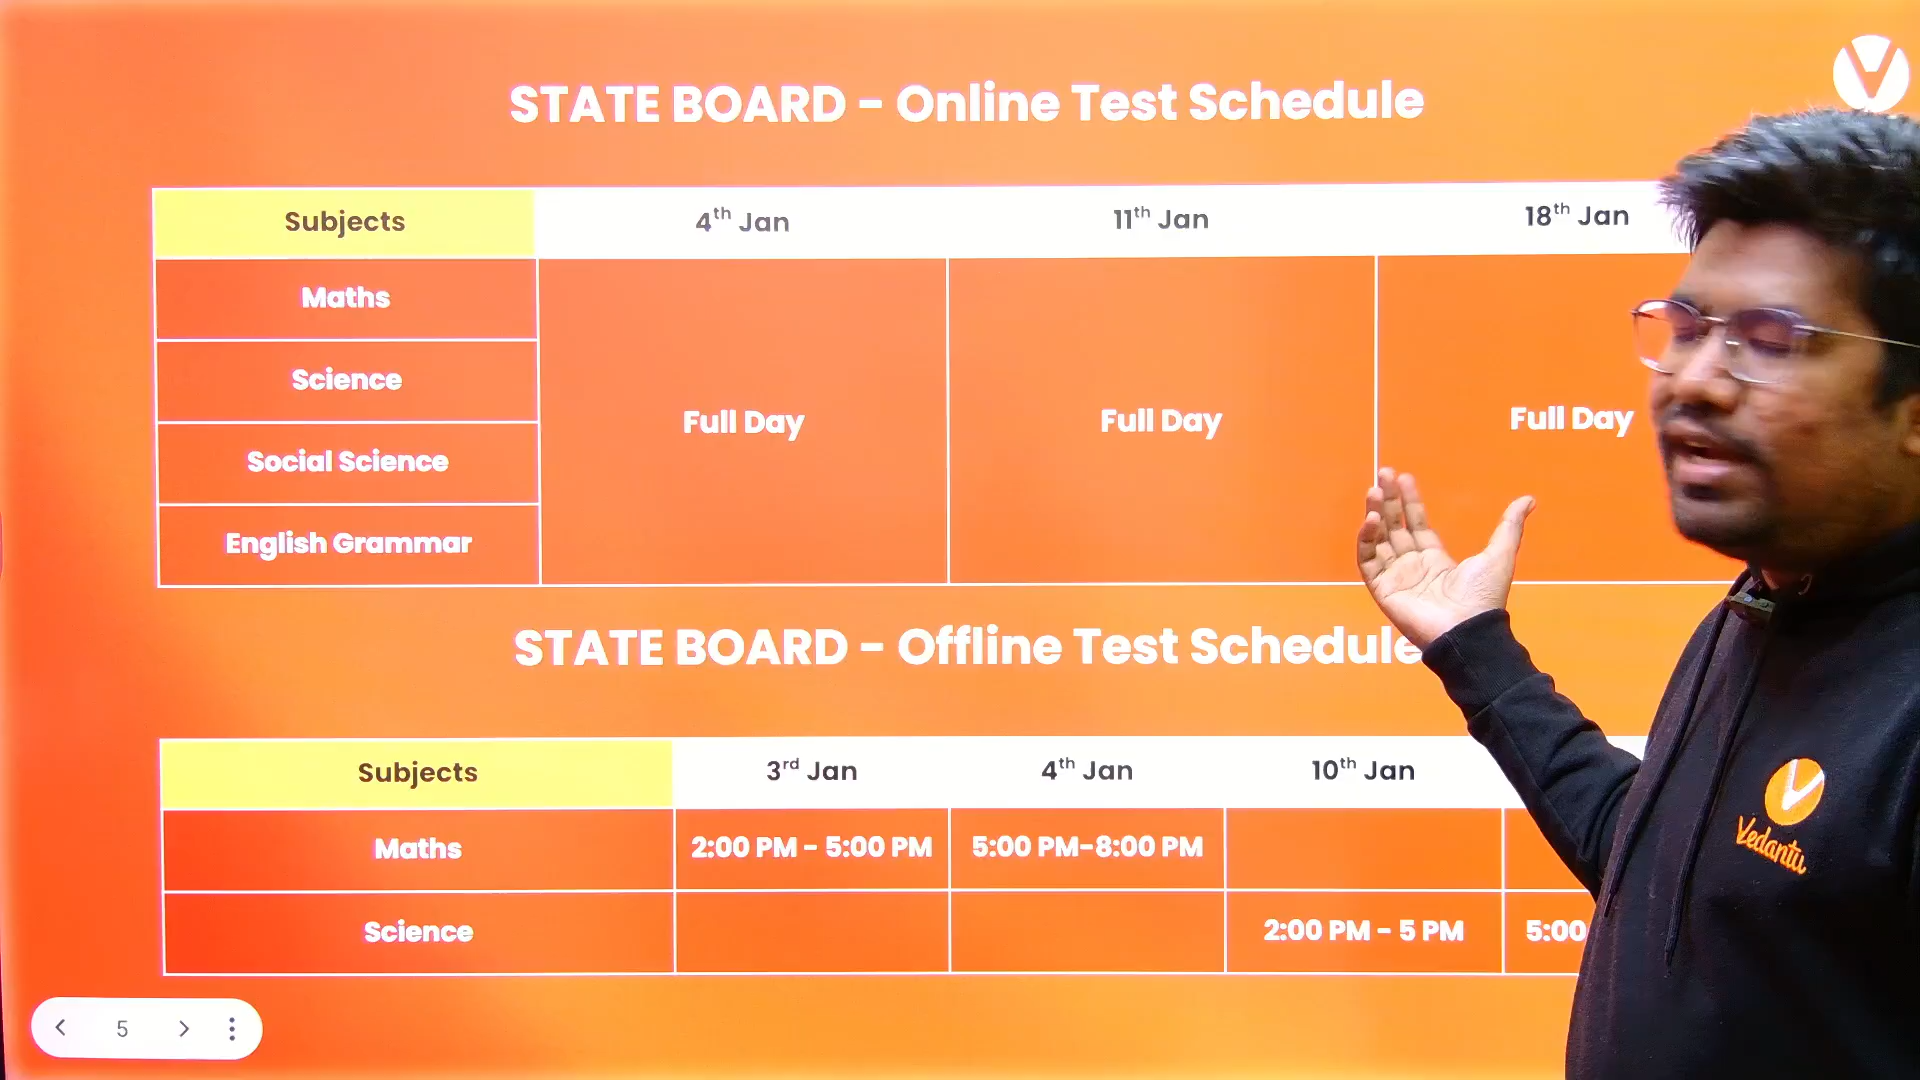 STATE BOARD - Online Test Schedule
Subjects 4th Jan 11th Jan 18th Jan
Maths
Science
Social Science
English Grammar
Full Day Full Day Full Day
STATE BOARD - Offline Test Schedule
Subjects 3rd Jan 4th Jan 10th Jan
Maths 2:00 PM - 5:00 PM 5:00 PM-8:00 PM
Science 2:00 PM - 5 PM 5:00
Vedantu
5